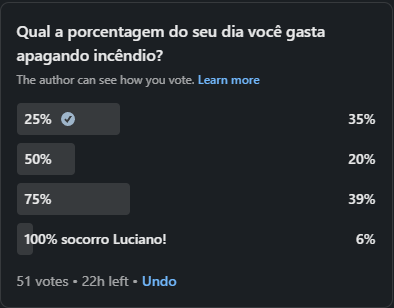 Qual a porcentagem do seu dia você gasta
apagando incêndio?
The author can see how you vote. Learn more
25% 35%
50% 20%
75% 39%
100% socorro Luciano! 6%
51 votes • 22h left • Undo